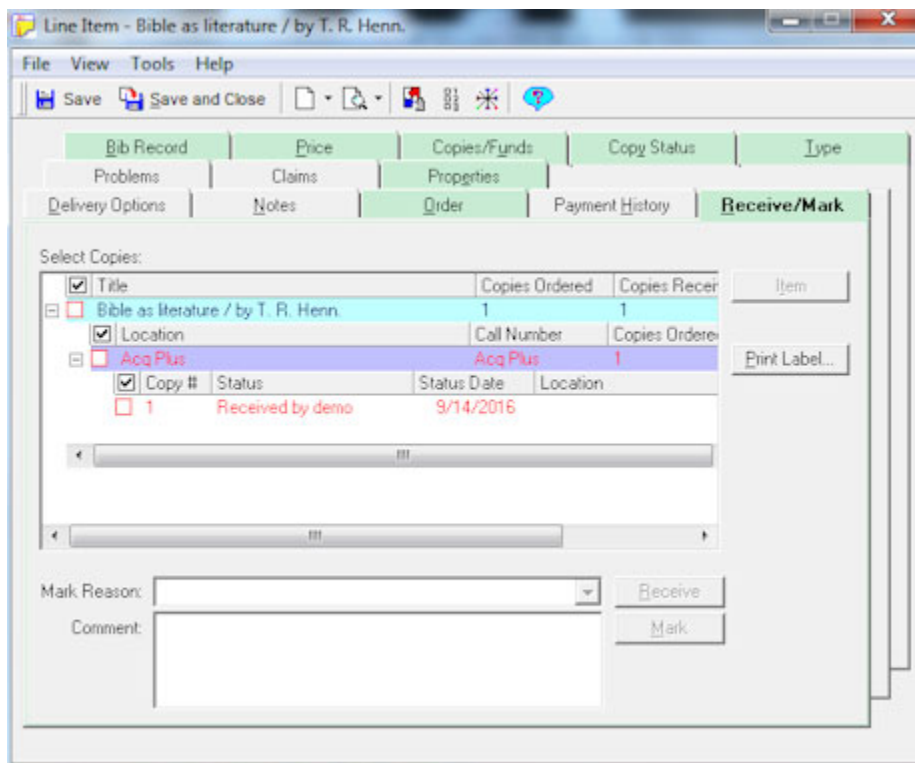 Line Item - Bible as literature / by T. R. Henn.
File View Tools Help
Save Save and Close
Bib Record Price Copies/Funds Copy Status Type
Problems Claims Properties
Delivery Options Notes Order Payment History Receive/Mark
Select Copies:
Title Copies Ordered Copies Recei
Item
Bible as literature / by T. R. Henn. 1 1
Location Call Number Copies Ordere
Acq Plus Acq Plus 1
Print Label...
Copy # Status Status Date Location
1 Received by demo 9/14/2016
Mark Reason:
Receive
Comment:
Mark